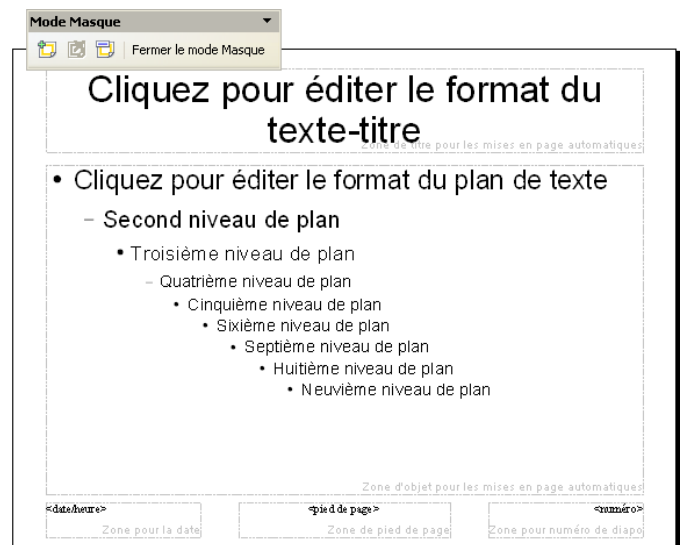 Mode Masque
Fermer le mode Masque
Cliquez pour éditer le format du
texte-titre
Zone de titre pour les mises en page automatiques
• Cliquez pour éditer le format du plan de texte
– Second niveau de plan
• Troisième niveau de plan
– Quatrième niveau de plan
• Cinquième niveau de plan
• Sixième niveau de plan
• Septième niveau de plan
• Huitième niveau de plan
• Neuvième niveau de plan
Zone d'objet pour les mises en page automatiques
<date/heure> <pied de page> <numéro>
Zone pour la date Zone de pied de page Zone pour numéro de diapo